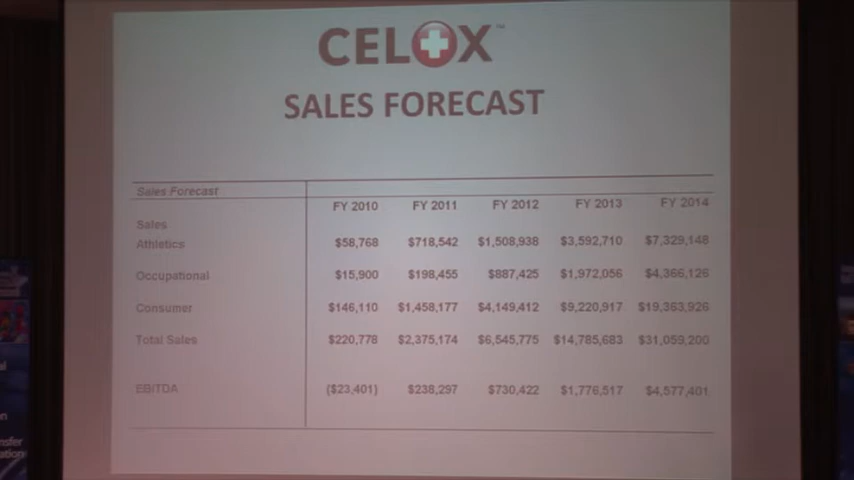 CELOX™
SALES FORECAST
Sales Forecast
FY 2010 FY 2011 FY 2012 FY 2013 FY 2014
Sales
Athletics $58,768 $718,542 $1,508,938 $3,592,710 $7,329,148
Occupational $15,900 $198,455 $887,425 $1,972,056 $4,366,126
Consumer $146,110 $1,458,177 $4,149,412 $9,220,917 $19,363,926
Total Sales $220,778 $2,375,174 $6,545,775 $14,785,683 $31,059,200
EBITDA ($23,401) $238,297 $730,422 $1,776,517 $4,577,401